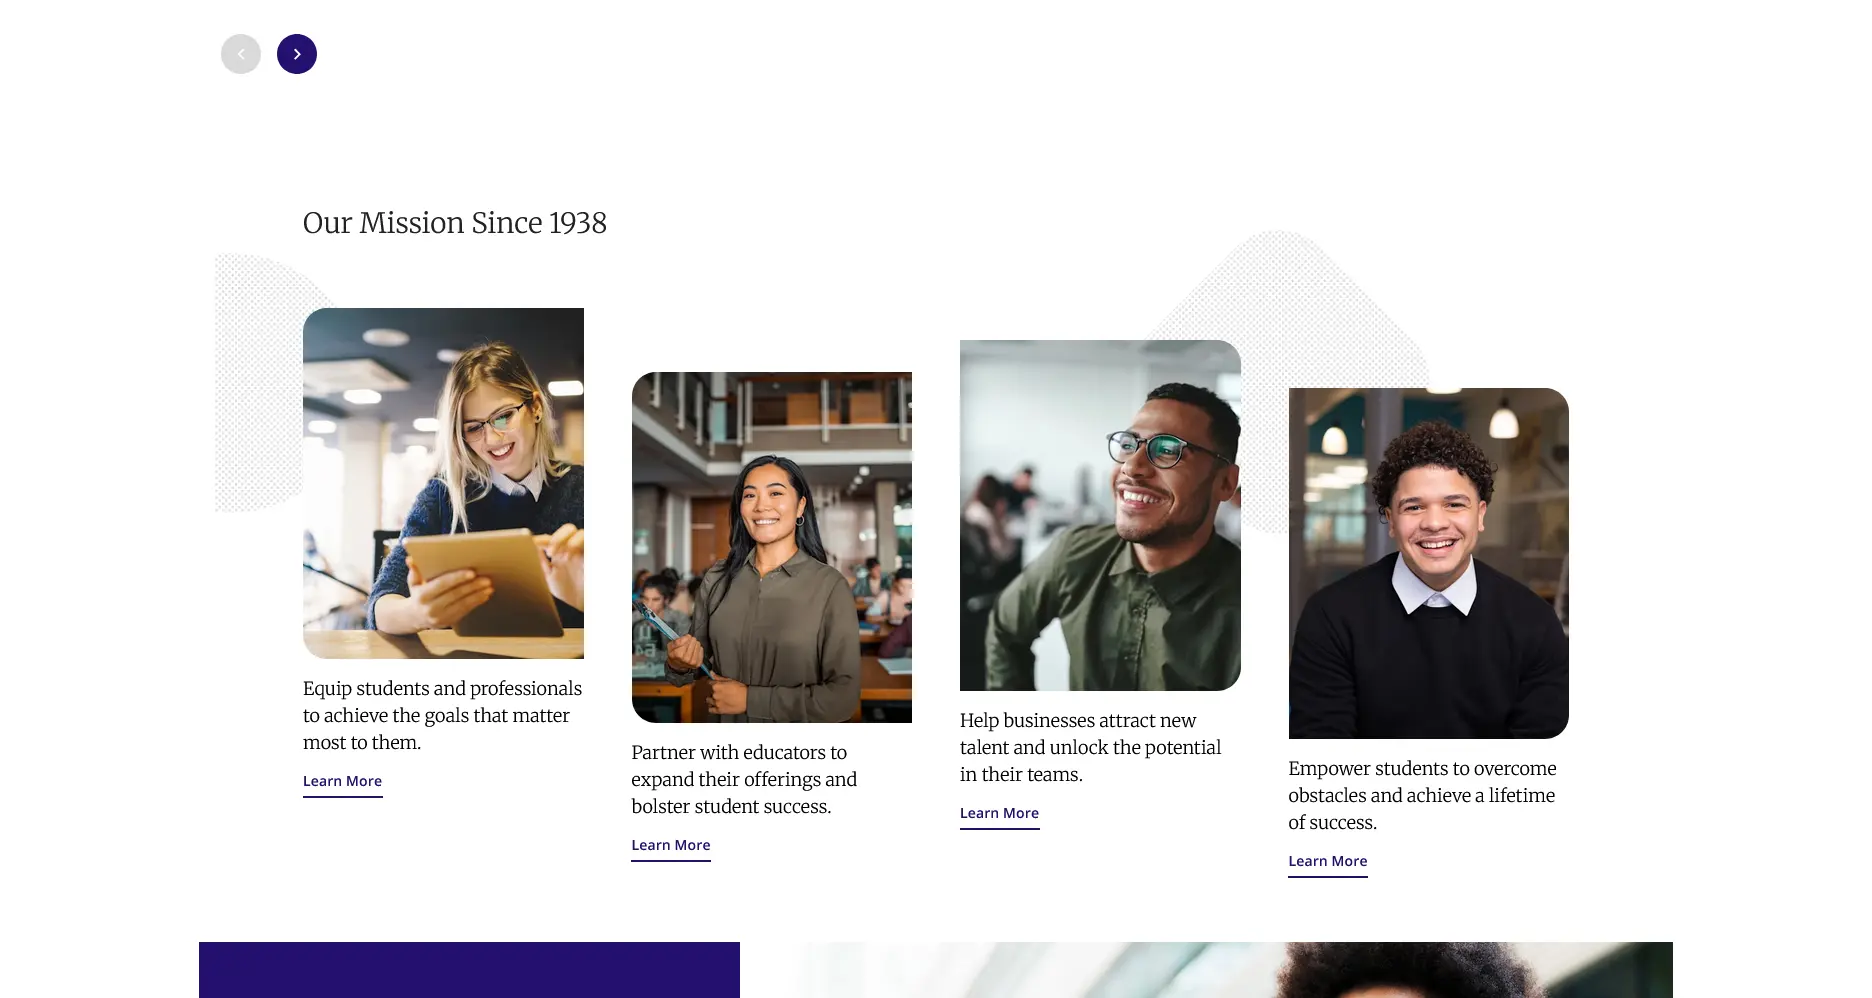 Our Mission Since 1938
Equip students and professionals
to achieve the goals that matter
most to them.
Learn More
Partner with educators to
expand their offerings and
bolster student success.
Learn More
Help businesses attract new
talent and unlock the potential
in their teams.
Learn More
Empower students to overcome
obstacles and achieve a lifetime
of success.
Learn More